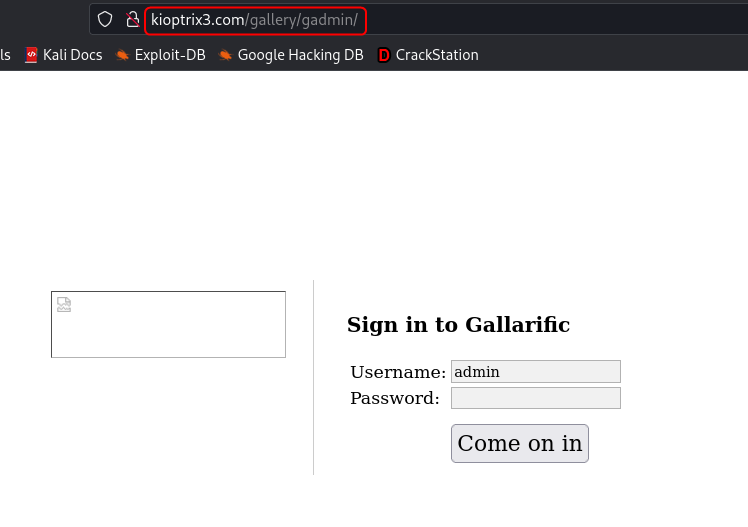 kioptrix3.com/gallery/gadmin/
ls Kali Docs Exploit-DB Google Hacking DB CrackStation
Sign in to Gallarific
Username: admin
Password:
Come on in